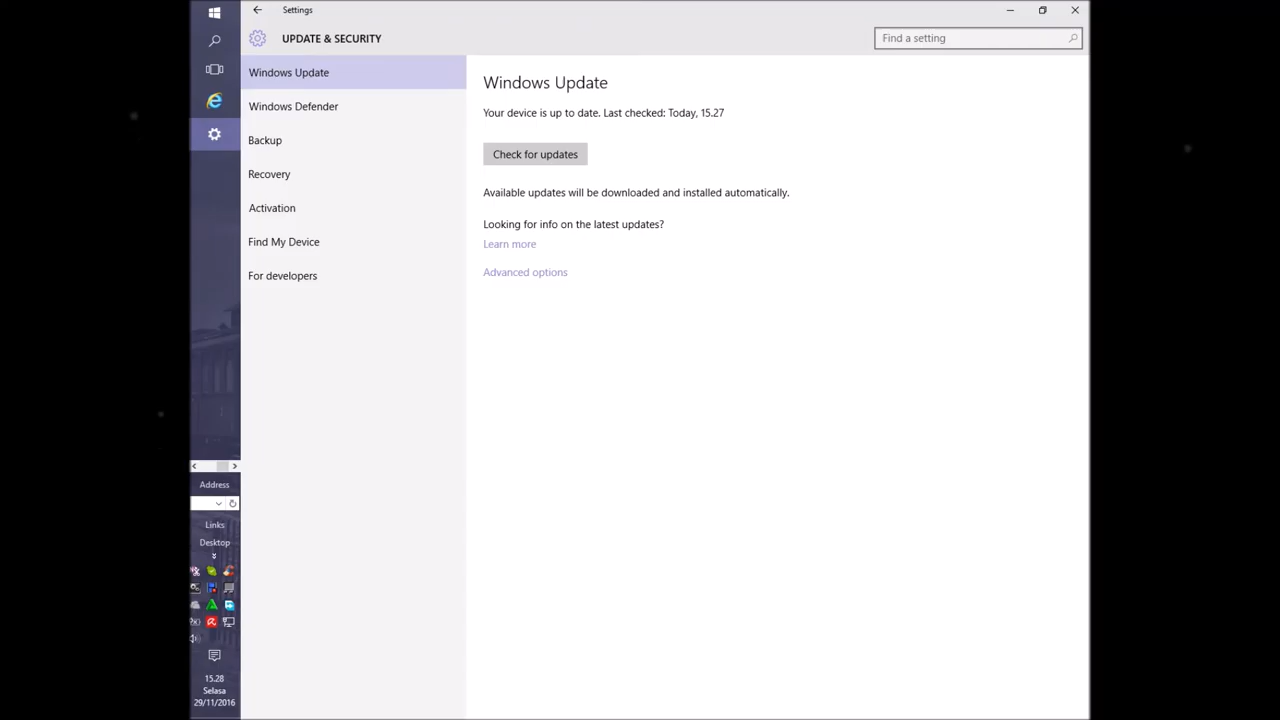 Settings
UPDATE & SECURITY
Find a setting
Windows Update
Windows Defender
Backup
Recovery
Activation
Find My Device
For developers
Windows Update
Your device is up to date. Last checked: Today, 15.27
Check for updates
Available updates will be downloaded and installed automatically.
Looking for info on the latest updates?
Learn more
Advanced options
Address
Links
Desktop
15.28
Selasa
29/11/2016